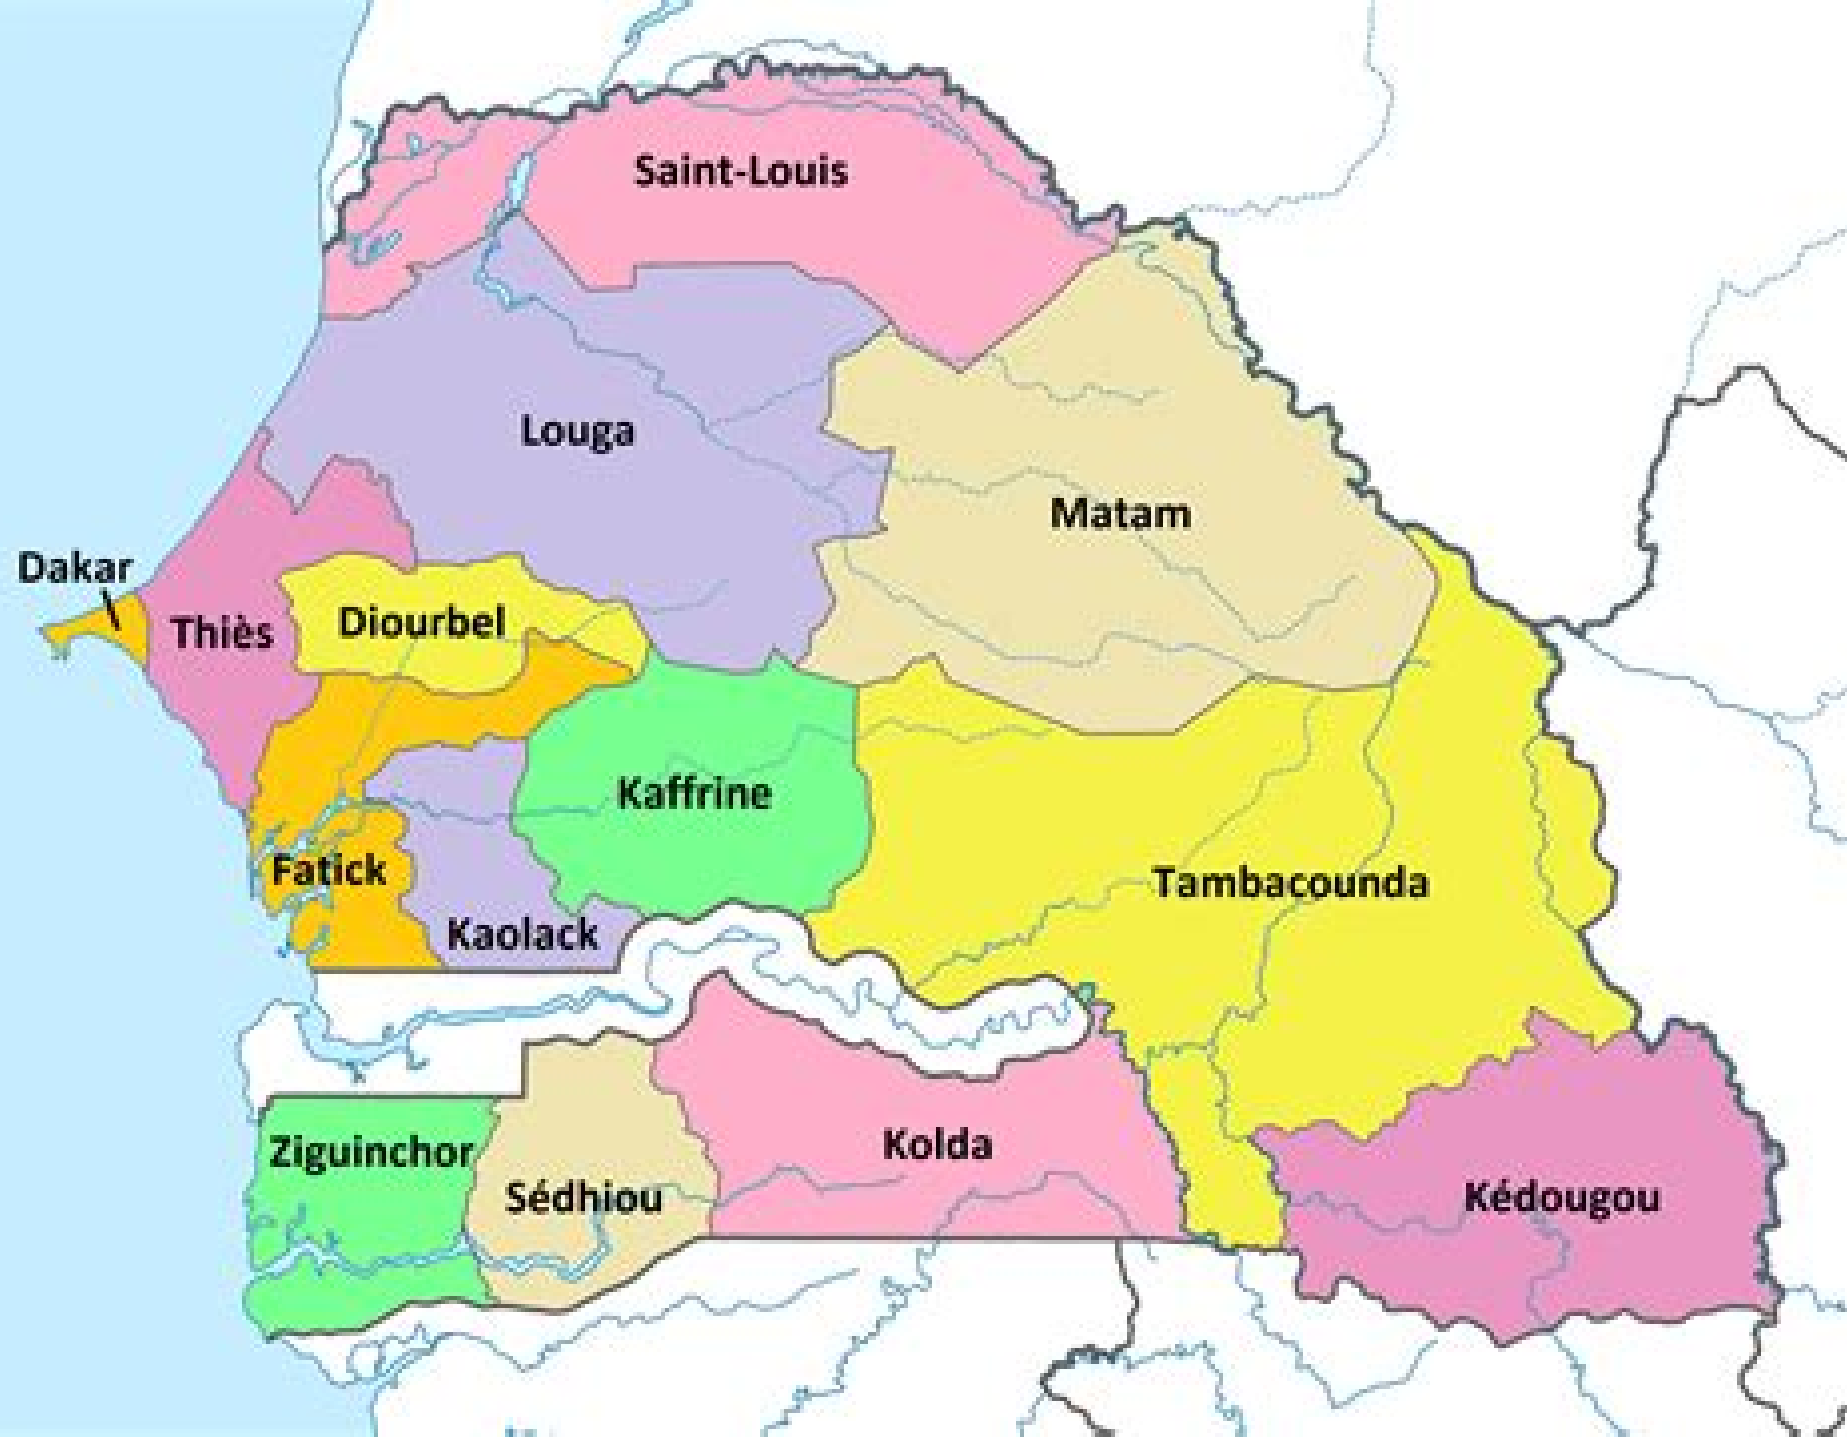 Saint-Louis
Louga
Matam
Dakar
Thiès
Diourbel
Kaffrine
Fatick
Tambacounda
Kaolack
Ziguinchor
Kolda
Sédhiou
Kédougou